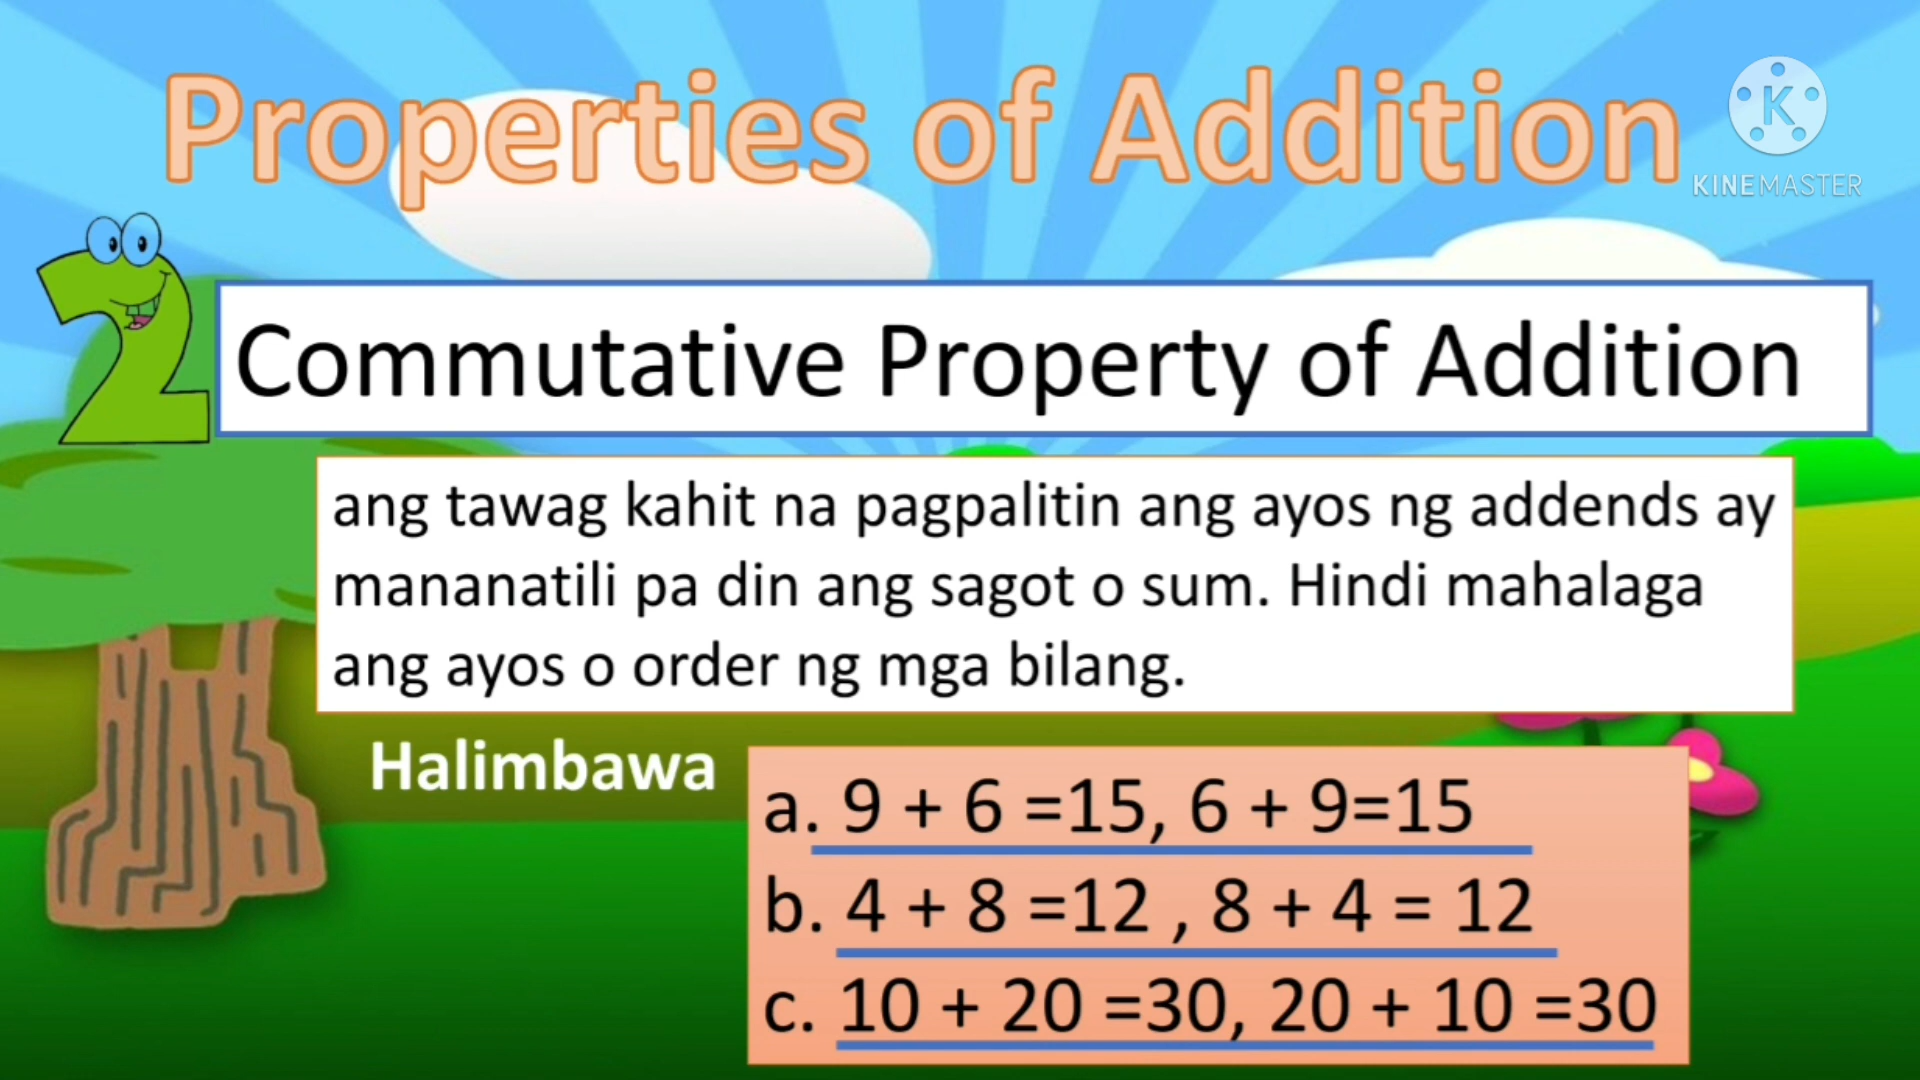 Properties of Addition
K
KINEMASTER
2
Commutative Property of Addition
ang tawag kahit na pagpalitin ang ayos ng addends ay
mananatili pa din ang sagot o sum. Hindi mahalaga
ang ayos o order ng mga bilang.
Halimbawa
a. 9 + 6 =15, 6 + 9=15
b. 4 + 8 =12 , 8 + 4 = 12
c. 10 + 20 =30, 20 + 10 =30